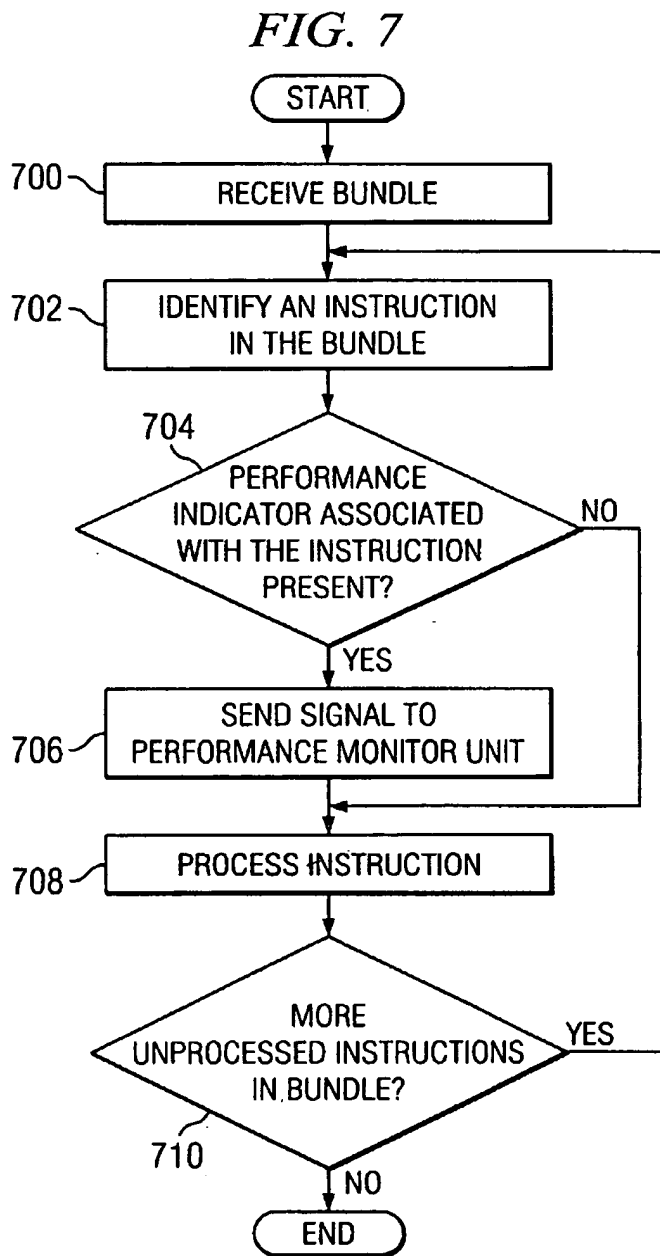 FIG. 7
START
700
RECEIVE BUNDLE
702
IDENTIFY AN INSTRUCTION
IN THE BUNDLE
704
PERFORMANCE
INDICATOR ASSOCIATED
WITH THE INSTRUCTION
PRESENT?
NO
YES
706
SEND SIGNAL TO
PERFORMANCE MONITOR UNIT
708
PROCESS INSTRUCTION
MORE
UNPROCESSED INSTRUCTIONS
IN BUNDLE?
YES
710
NO
END